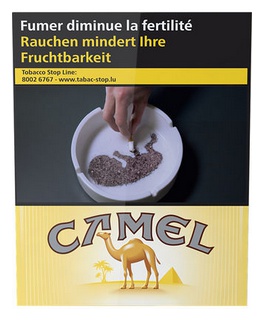 Fumer diminue la fertilité
Rauchen mindert Ihre
Fruchtbarkeit
Tobacco Stop Line:
8002 6767 - www.tabac-stop.lu
CAMEL